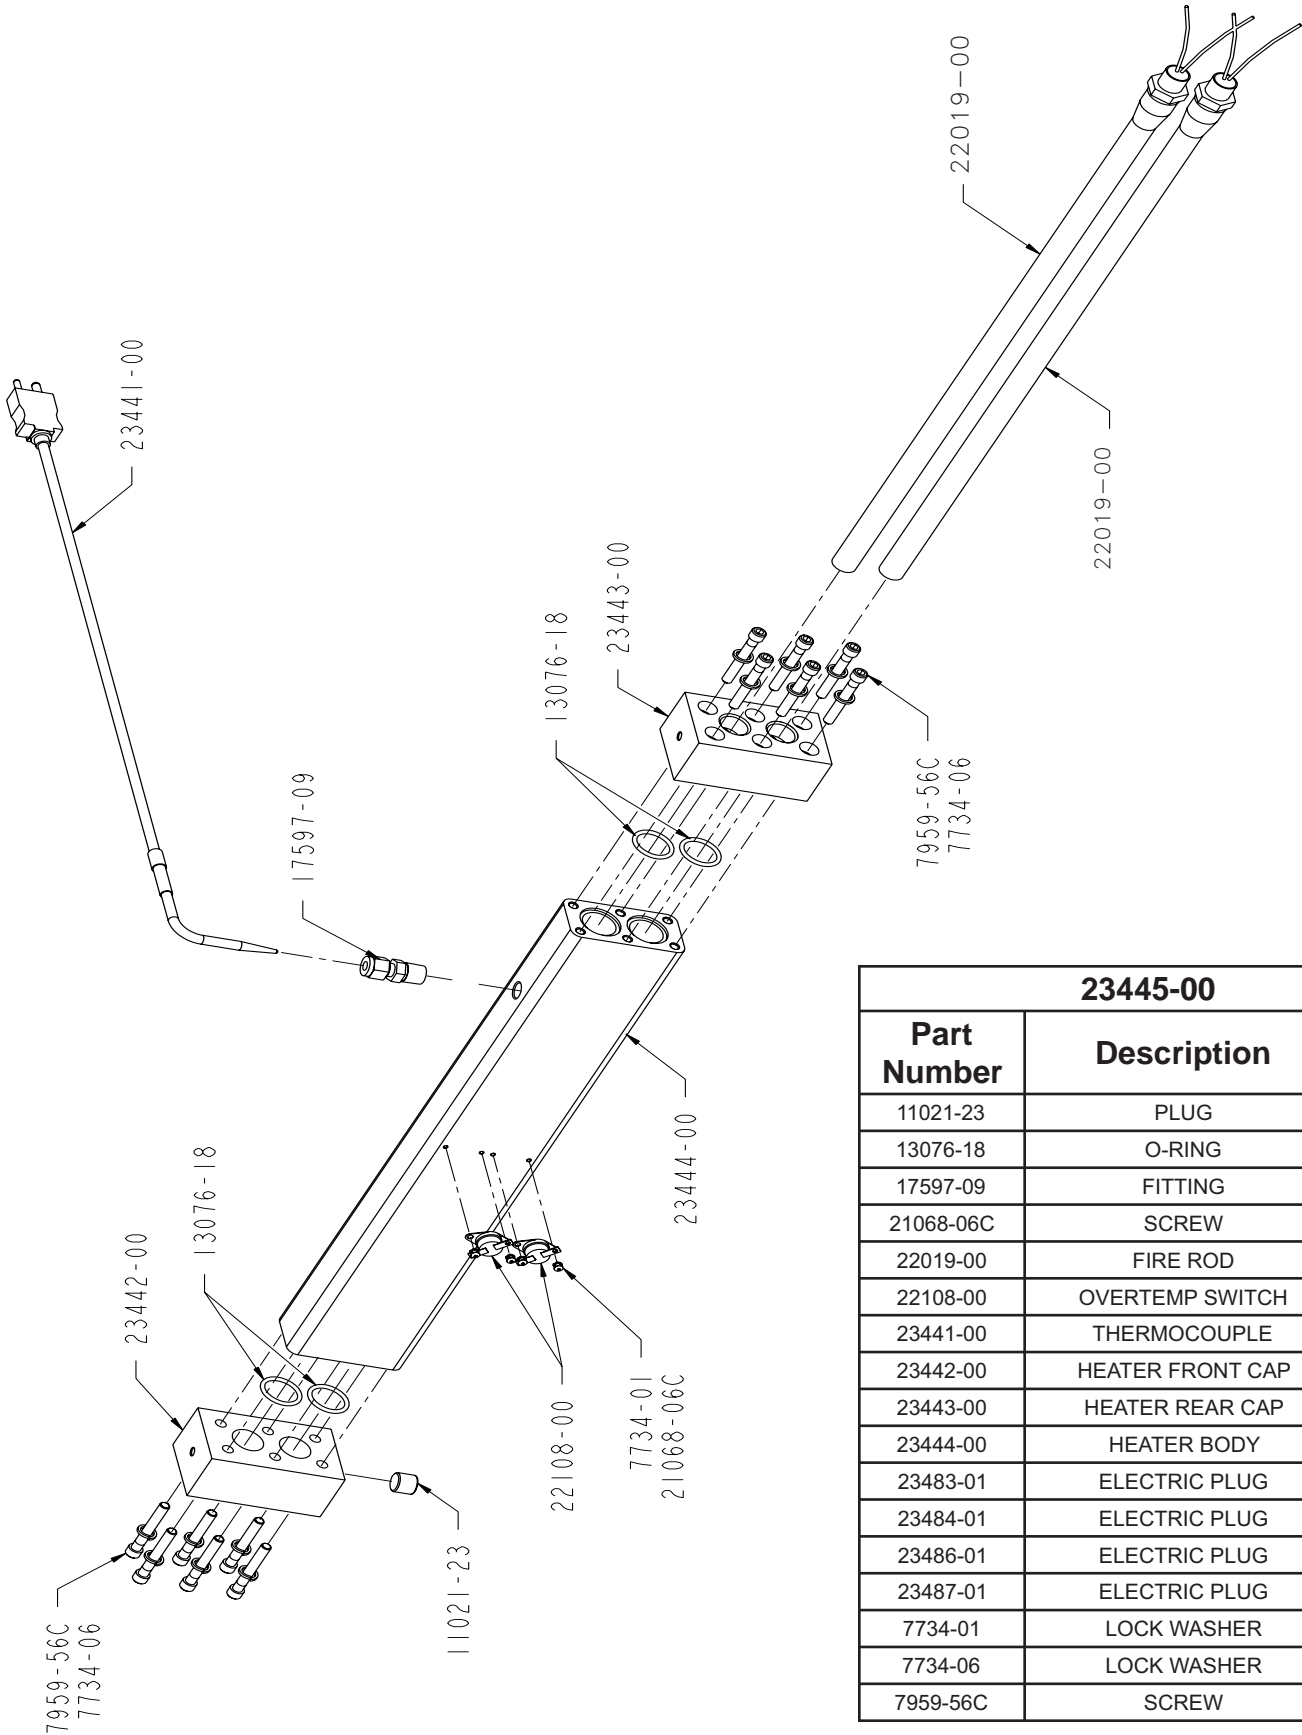 22019-00
23441-00
22019-00
23443-00
13076-18
17597-09
7959-56C
7734-06
23444-00
13076-18
23442-00
7734-01
21068-06C
22108-00
11021-23
7959-56C
7734-06
23445-00
Part Number Description
11021-23 PLUG
13076-18 O-RING
17597-09 FITTING
21068-06C SCREW
22019-00 FIRE ROD
22108-00 OVERTEMP SWITCH
23441-00 THERMOCOUPLE
23442-00 HEATER FRONT CAP
23443-00 HEATER REAR CAP
23444-00 HEATER BODY
23483-01 ELECTRIC PLUG
23484-01 ELECTRIC PLUG
23486-01 ELECTRIC PLUG
23487-01 ELECTRIC PLUG
7734-01 LOCK WASHER
7734-06 LOCK WASHER
7959-56C SCREW